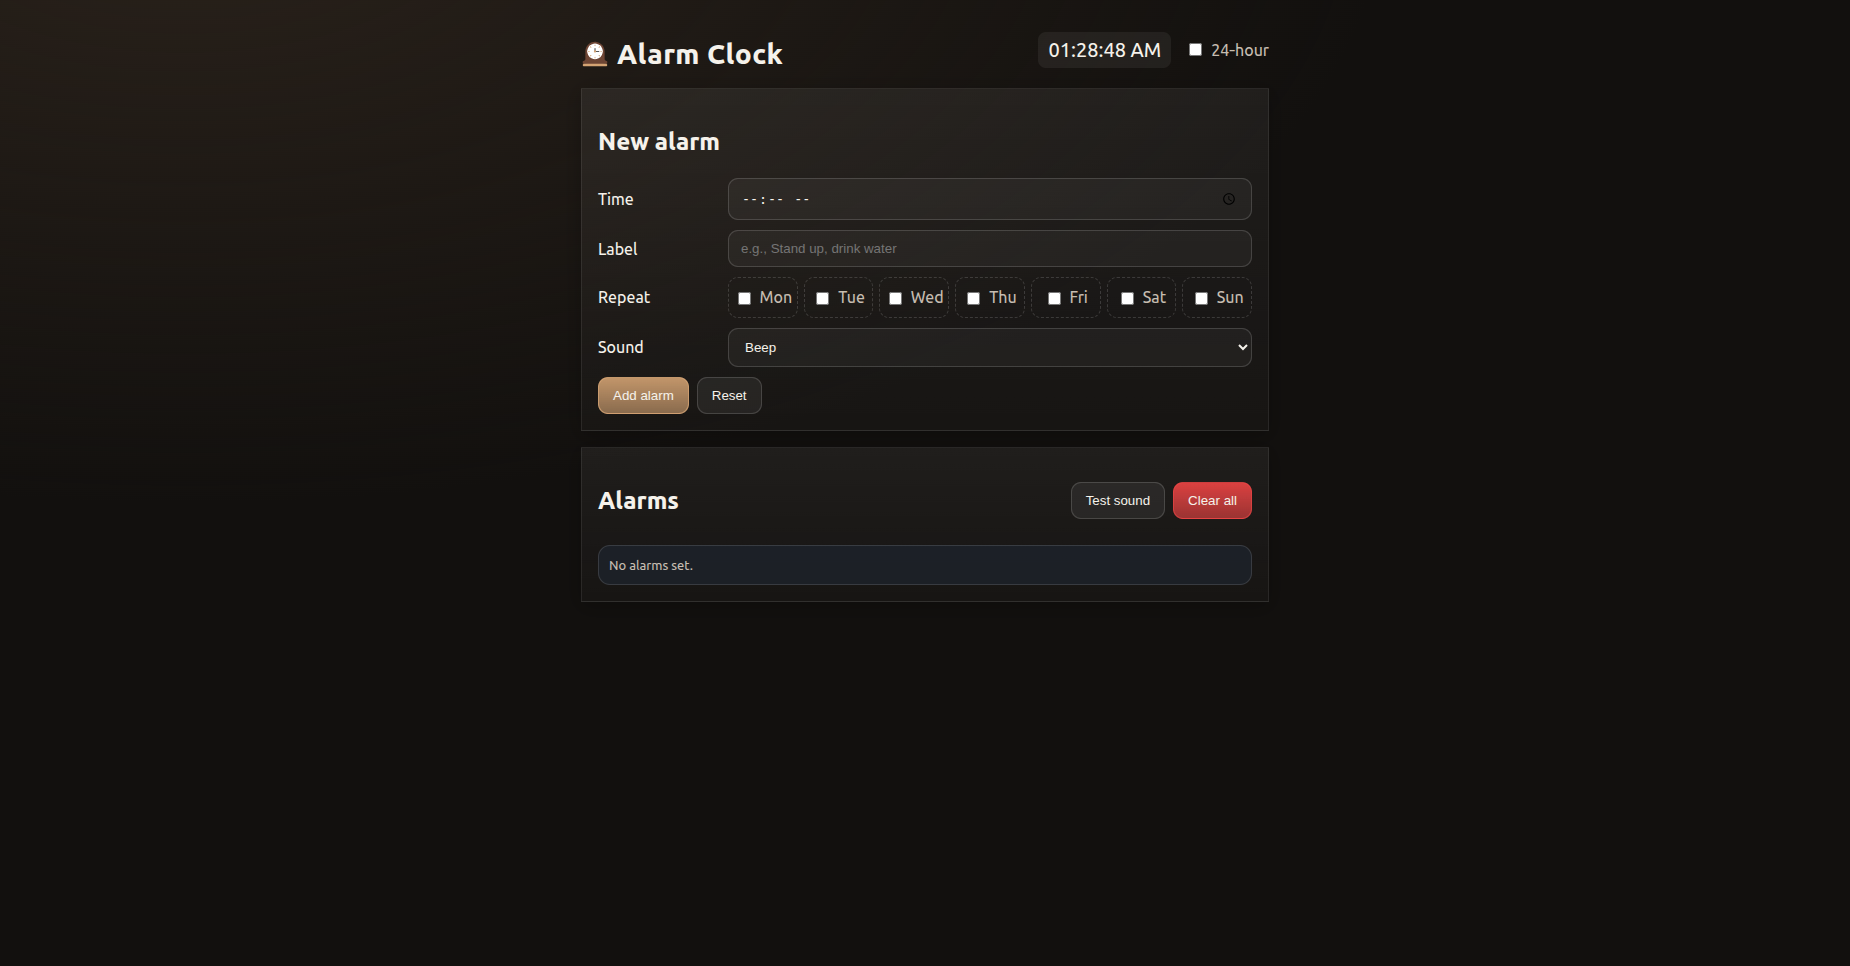 Alarm Clock
01:28:48 AM
24-hour
New alarm
Time
--:-- --
Label
e.g., Stand up, drink water
Repeat
Mon Tue Wed Thu Fri Sat Sun
Sound
Beep
Add alarm Reset
Alarms
Test sound Clear all
No alarms set.